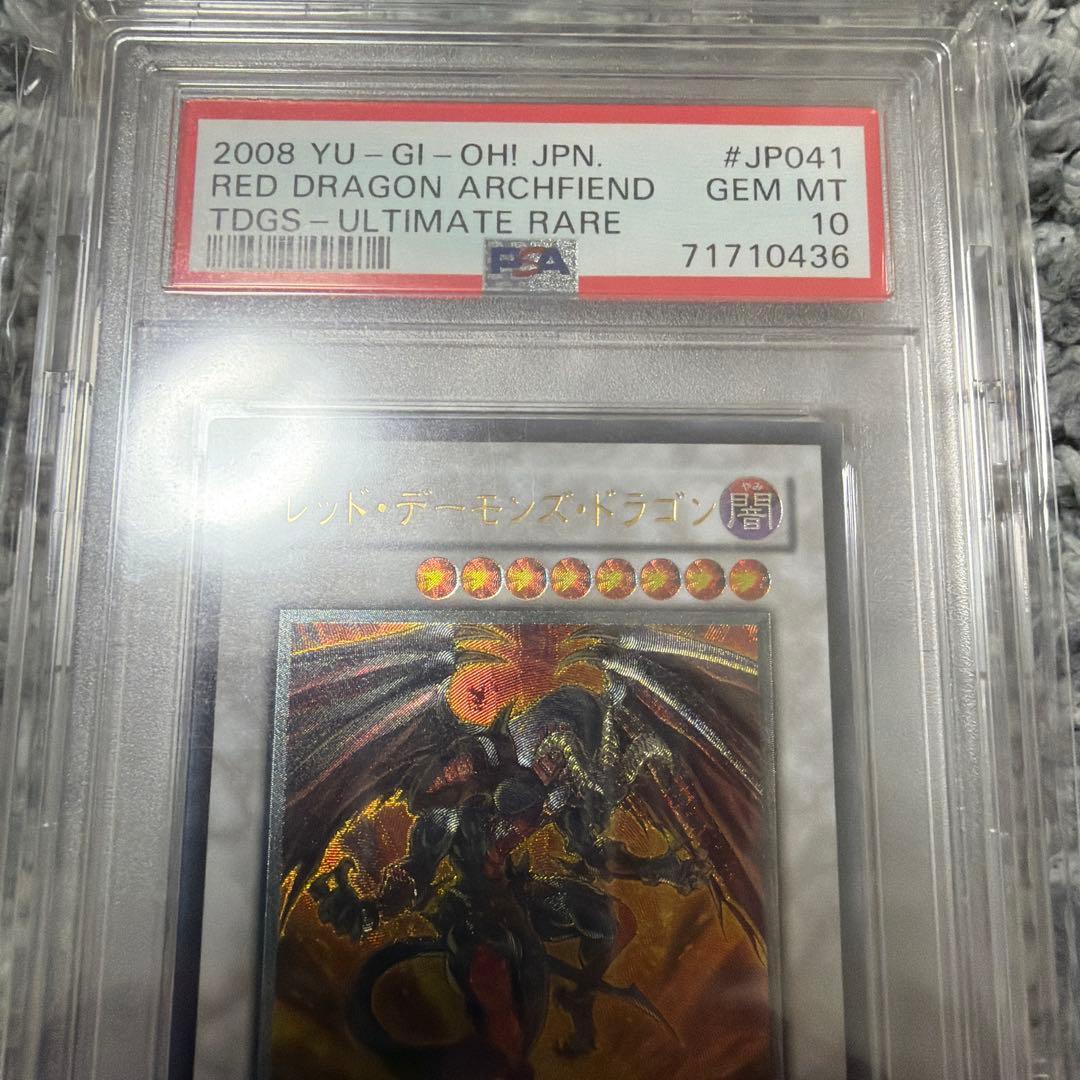 2008 YU-GI-OH! JPN. #JP041
RED DRAGON ARCHFIEND GEM MT
TDGS-ULTIMATE RARE 10
PSA 71710436
レッド・デーモンズ・ドラゴン
やみ
闇